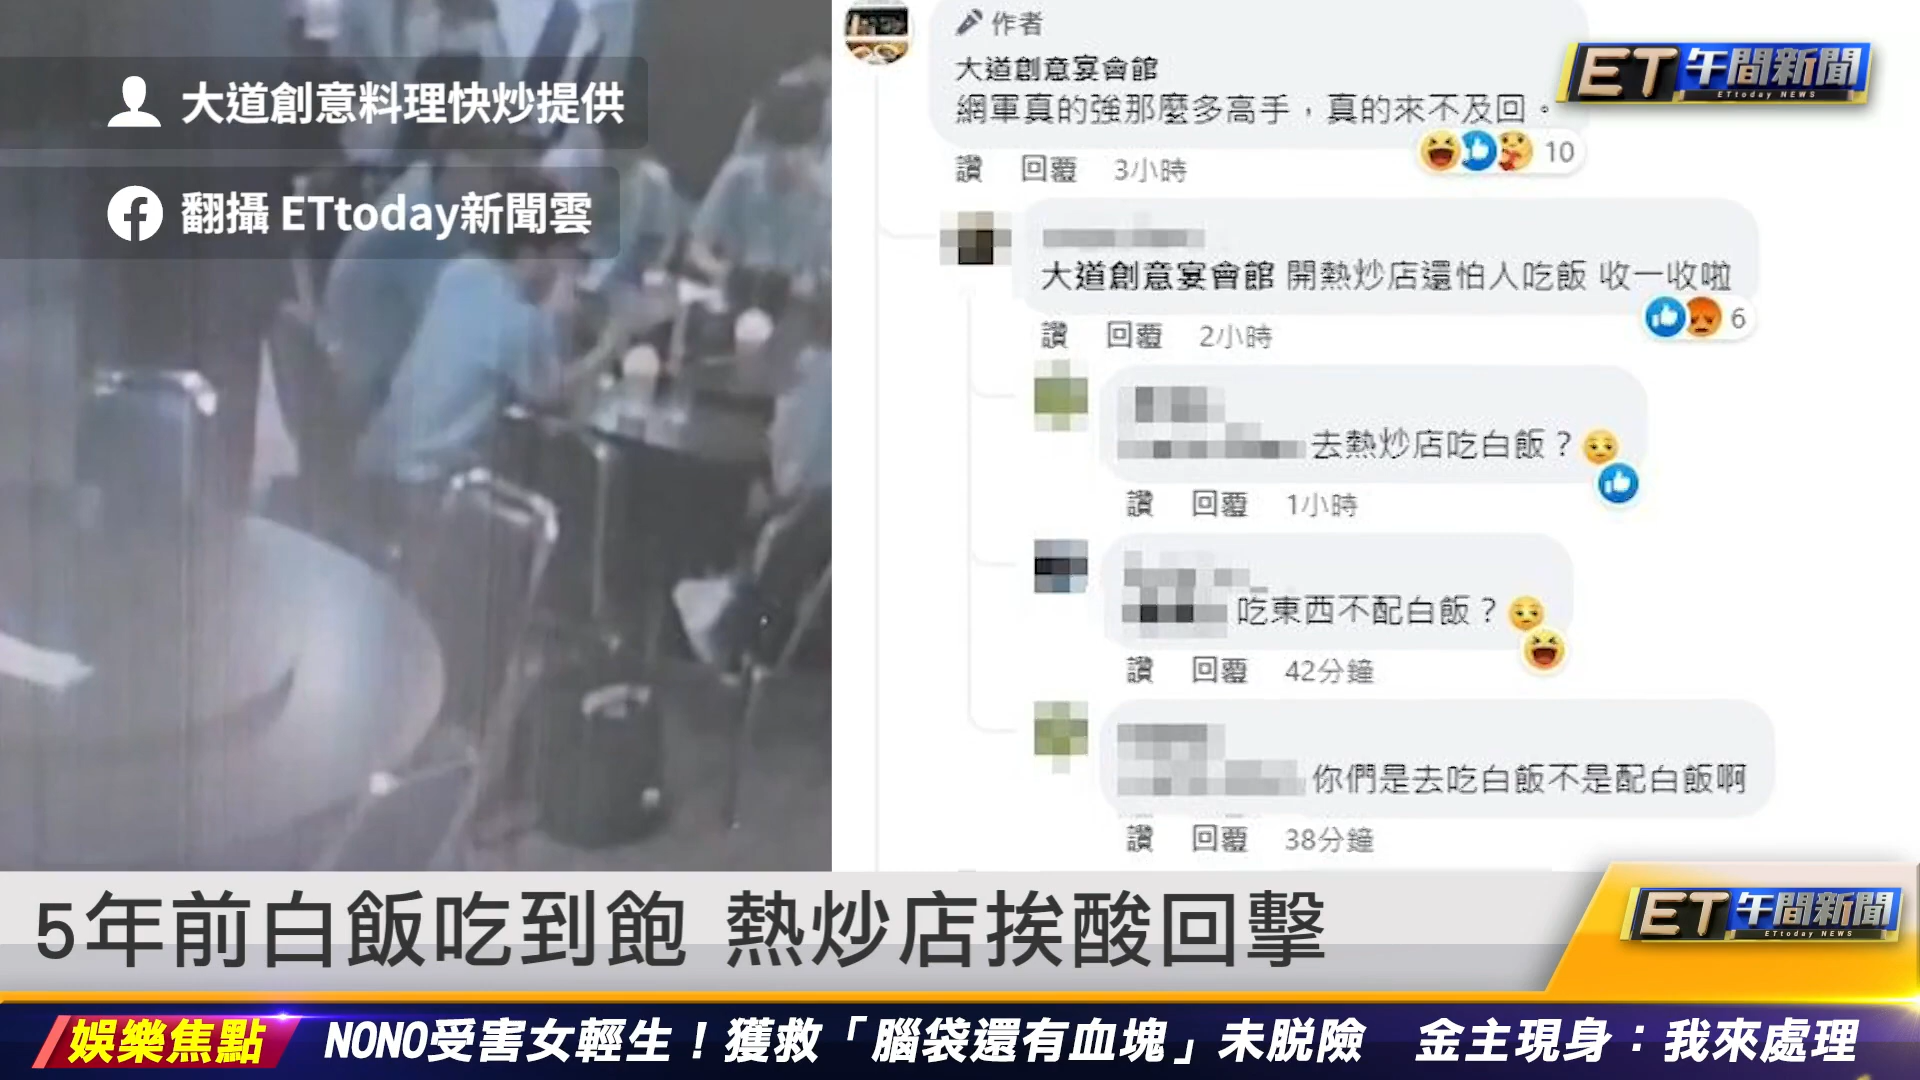 大道創意料理快炒提供
翻攝 ETtoday新聞雲
作者
大道創意宴會館
網軍真的強那麼多高手，真的來不及回。
10
讚 回覆 3小時
大道創意宴會館 開熱炒店還怕人吃飯 收一收啦
6
讚 回覆 2小時
去熱炒店吃白飯？
讚 回覆 1小時
吃東西不配白飯？
讚 回覆 42分鐘
你們是去吃白飯不是配白飯啊
讚 回覆 38分鐘
ET午間新聞
ETtoday NEWS
5年前白飯吃到飽 熱炒店挨酸回擊
ET午間新聞
ETtoday NEWS
娛樂焦點 NONO受害女輕生！獲救「腦袋還有血塊」未脫險 金主現身：我來處理